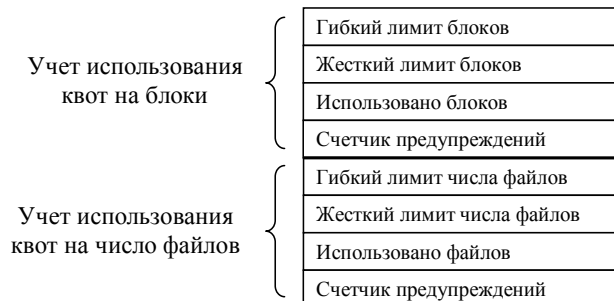 Учет использования
квот на блоки
Гибкий лимит блоков
Жесткий лимит блоков
Использовано блоков
Счетчик предупреждений
Учет использования
квот на число файлов
Гибкий лимит числа файлов
Жесткий лимит числа файлов
Использовано файлов
Счетчик предупреждений